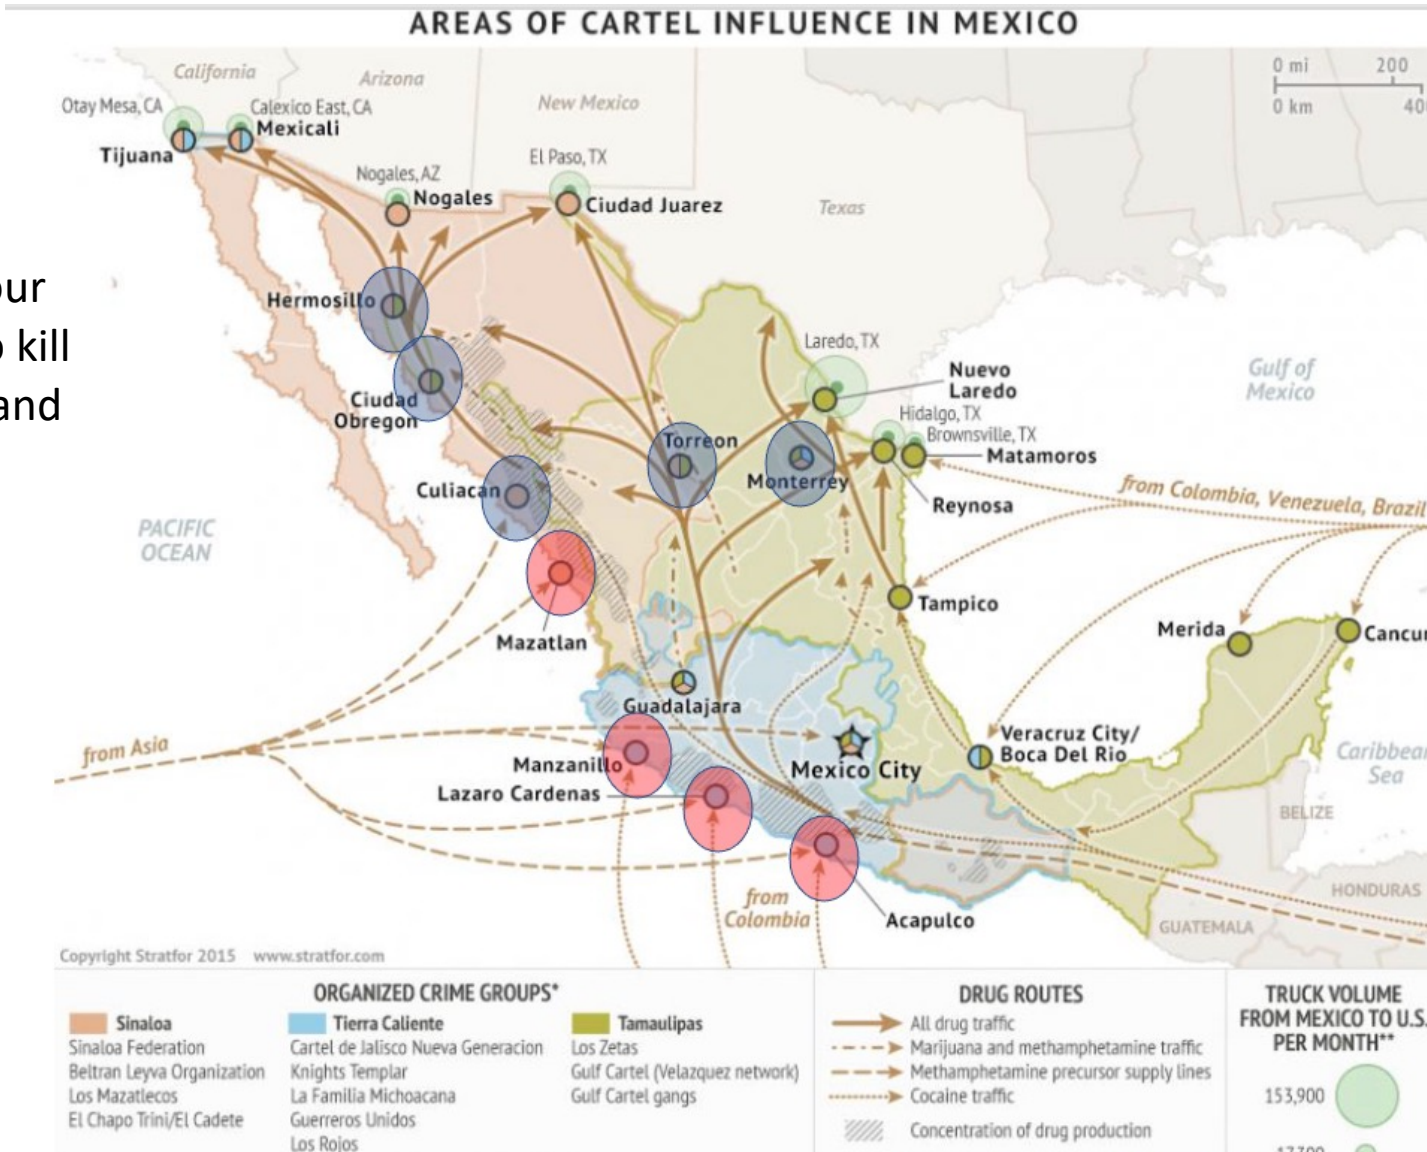 AREAS OF CARTEL INFLUENCE IN MEXICO
California
Arizona
New Mexico
Texas
0 mi 200
0 km
Otay Mesa, CA
Calexico East, CA
Mexicali
Tijuana
Nogales, AZ
Nogales
El Paso, TX
Ciudad Juarez
our
kill
and
Hermosillo
Ciudad
Obregon
Culiacan
Torreon
Monterrey
Laredo, TX
Nuevo
Laredo
Hidalgo, TX
Brownsville, TX
Matamoros
Reynosa
Gulf of
Mexico
from Colombia, Venezuela, Brazil
PACIFIC
OCEAN
Mazatlan
Tampico
Merida
Cancun
Guadalajara
from Asia
Manzanillo
Lazaro Cardenas
Mexico City
Veracruz City/
Boca Del Rio
Caribbean
Sea
BELIZE
HONDURAS
GUATEMALA
from
Colombia
Acapulco
Copyright Stratfor 2015 www.stratfor.com
ORGANIZED CRIME GROUPS*
Sinaloa
Sinaloa Federation
Beltran Leyva Organization
Los Mazatlecos
El Chapo Trini/El Cadete
Tierra Caliente
Cartel de Jalisco Nueva Generacion
Knights Templar
La Familia Michoacana
Guerreros Unidos
Los Rojos
Tamaulipas
Los Zetas
Gulf Cartel (Velazquez network)
Gulf Cartel gangs
DRUG ROUTES
All drug traffic
Marijuana and methamphetamine traffic
Methamphetamine precursor supply lines
Cocaine traffic
Concentration of drug production
TRUCK VOLUME
FROM MEXICO TO U.S.
PER MONTH**
153,900